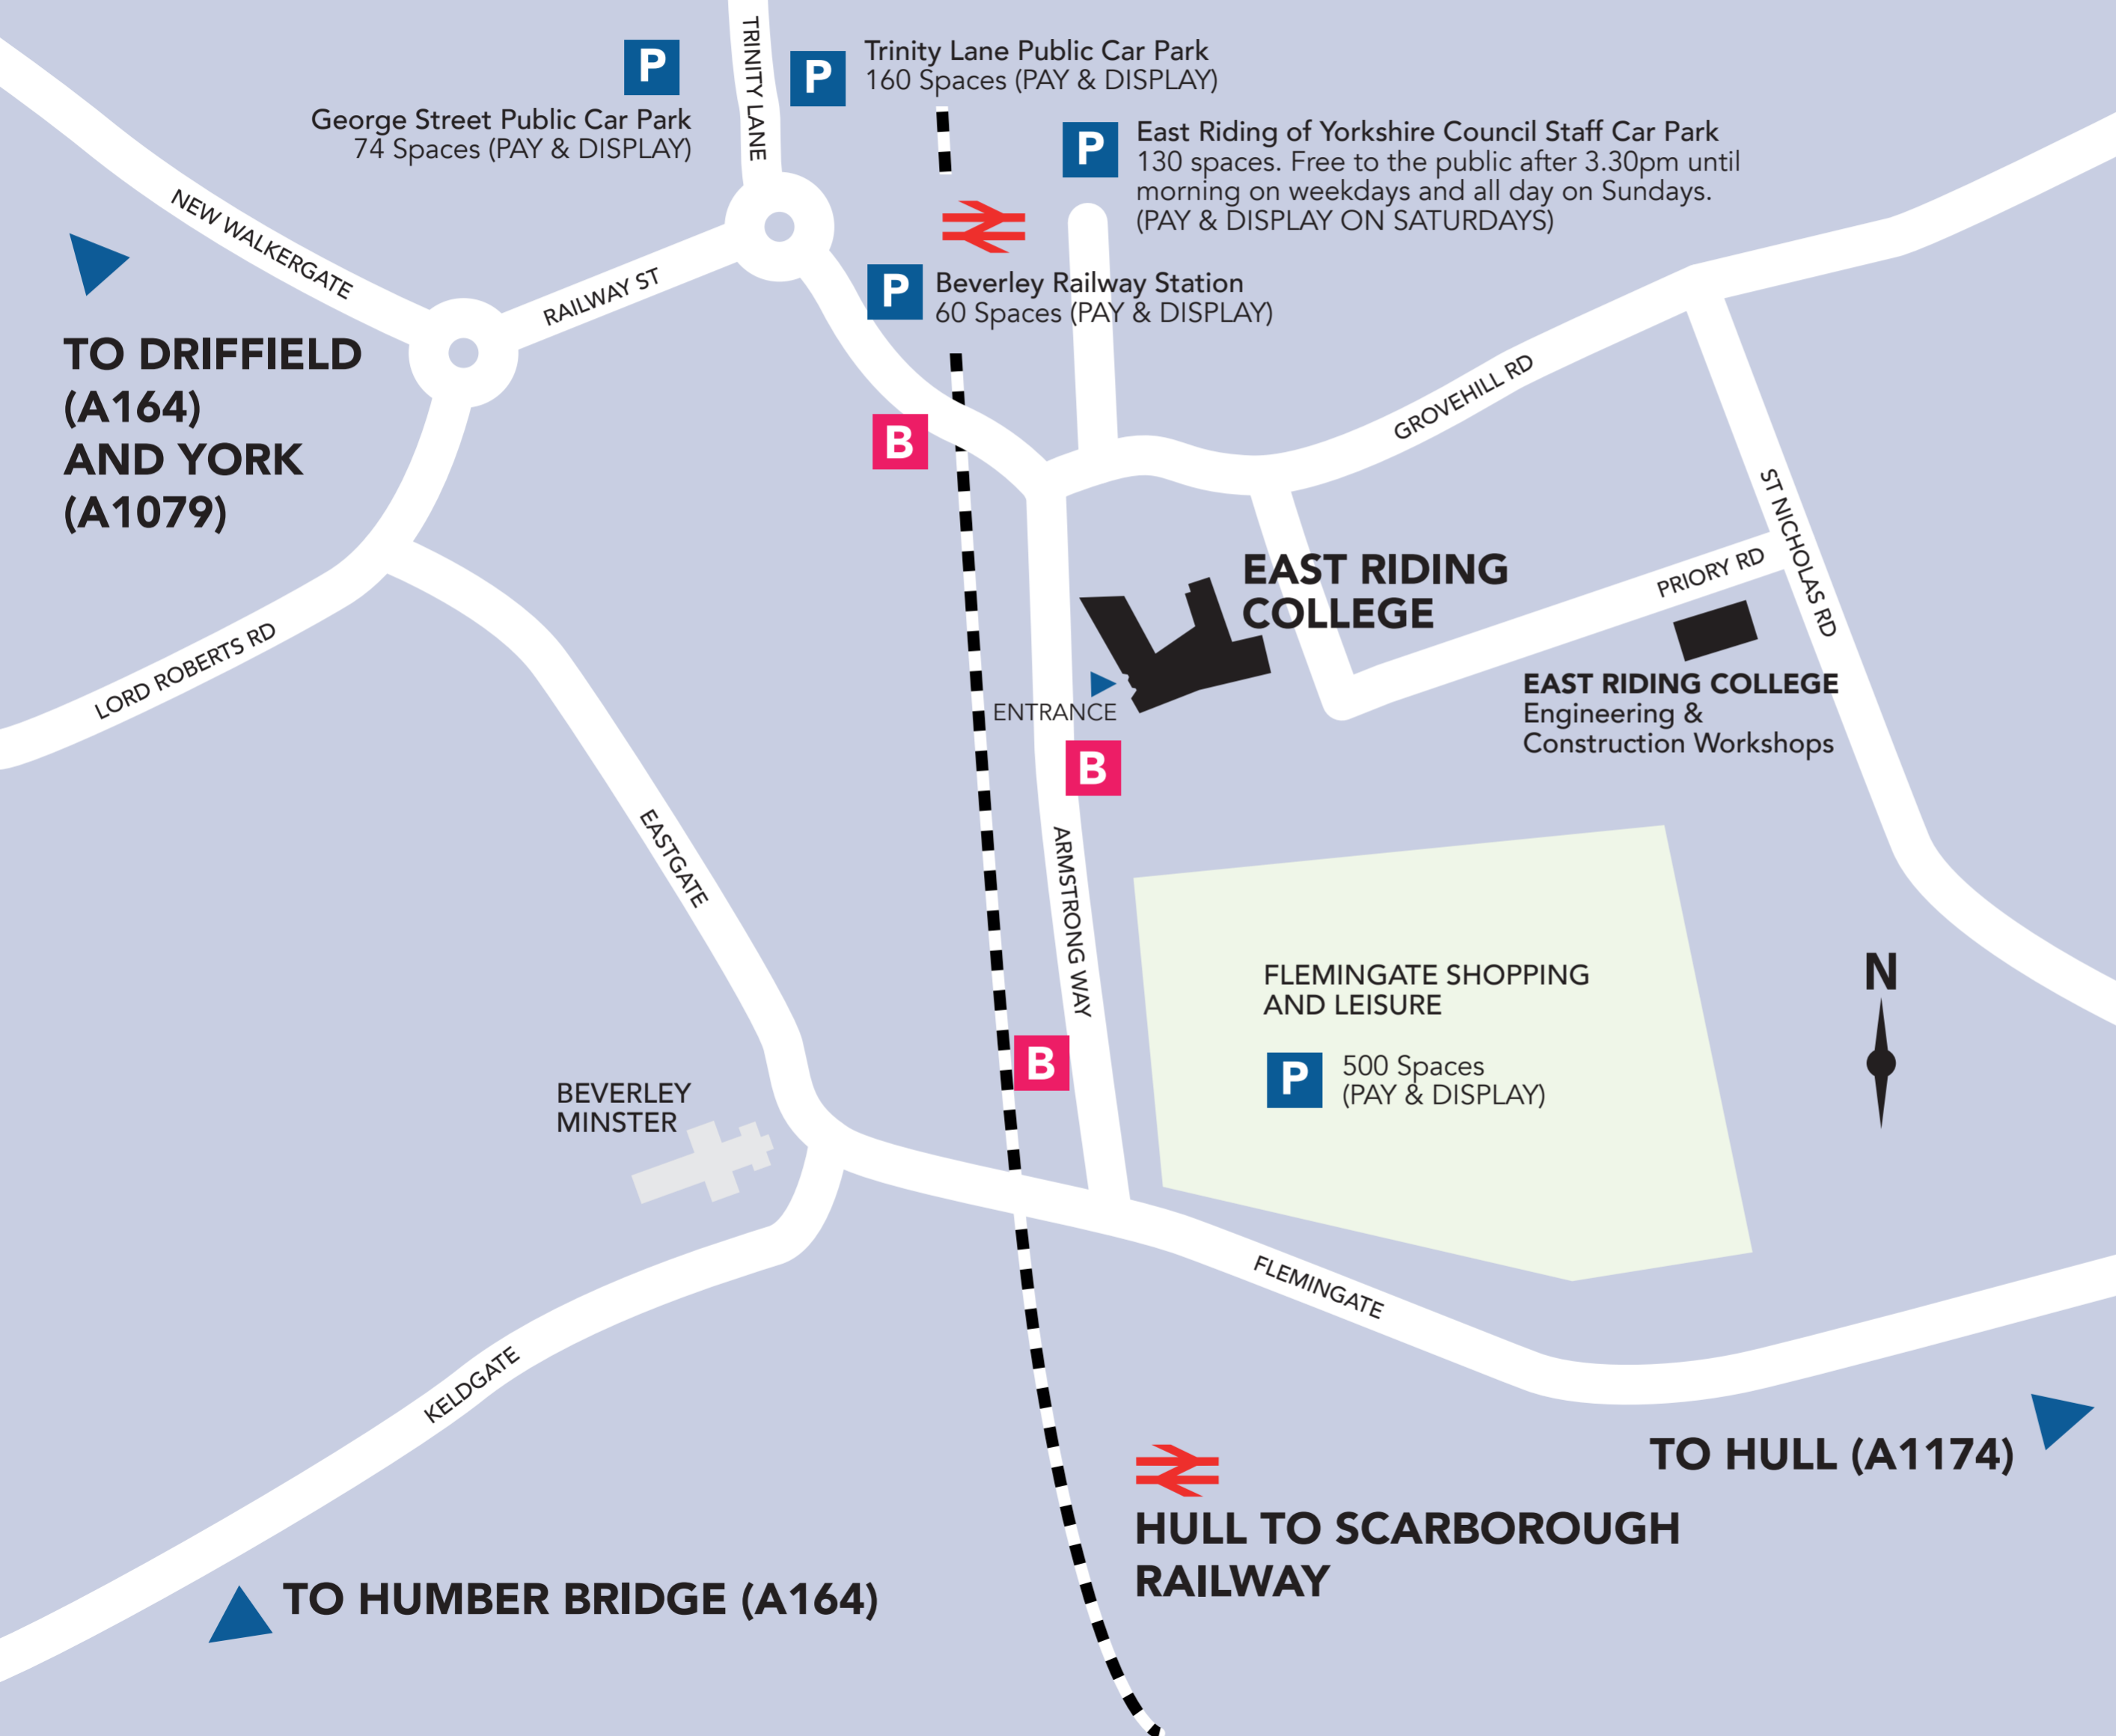 TRINITY LANE
P
P
Trinity Lane Public Car Park
160 Spaces (PAY & DISPLAY)
George Street Public Car Park
74 Spaces (PAY & DISPLAY)
P
East Riding of Yorkshire Council Staff Car Park
130 spaces. Free to the public after 3.30pm until
morning on weekdays and all day on Sundays.
(PAY & DISPLAY ON SATURDAYS)
NEW WALKERGATE
RAILWAY ST
P
Beverley Railway Station
60 Spaces (PAY & DISPLAY)
TO DRIFFIELD
(A164)
AND YORK
(A1079)
B
GROVEHILL RD
ST NICHOLAS RD
PRIORY RD
EAST RIDING
COLLEGE
LORD ROBERTS RD
ENTRANCE
EAST RIDING COLLEGE
Engineering &
Construction Workshops
B
EASTGATE
ARMSTRONG WAY
FLEMINGATE SHOPPING
AND LEISURE
P
500 Spaces
(PAY & DISPLAY)
N
B
BEVERLEY
MINSTER
FLEMINGATE
KELDGATE
TO HULL (A1174)
HULL TO SCARBOROUGH
RAILWAY
TO HUMBER BRIDGE (A164)